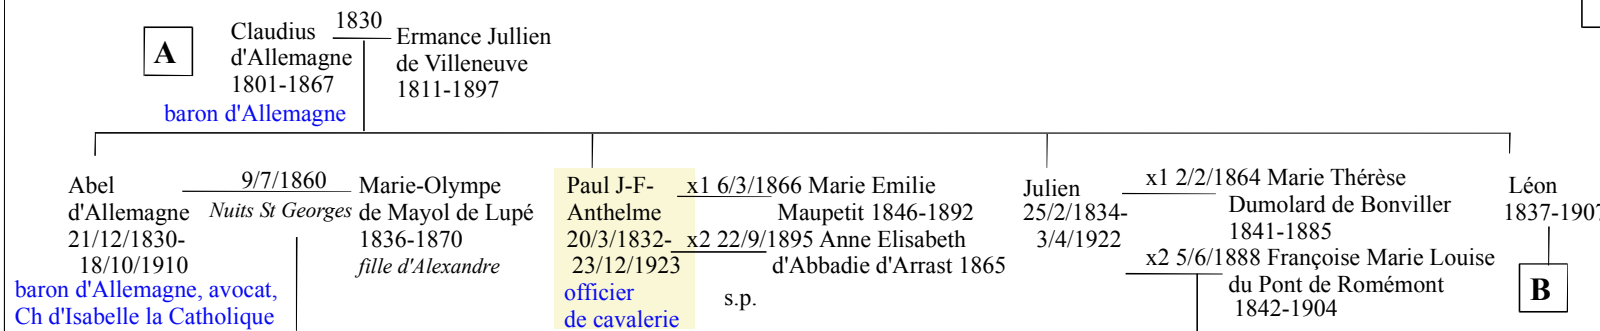 A
Claudius
d'Allemagne
1801-1867
baron d'Allemagne
1830
Ermance Jullien
de Villeneuve
1811-1897
Abel
d'Allemagne
21/12/1830-
18/10/1910
baron d'Allemagne, avocat,
Ch d'Isabelle la Catholique
9/7/1860
Nuits St Georges
Marie-Olympe
de Mayol de Lupé
1836-1870
fille d'Alexandre
Paul J-F-
Anthelme
20/3/1832-
23/12/1923
officier
de cavalerie
x1 6/3/1866 Marie Emilie
Maupetit 1846-1892
x2 22/9/1895 Anne Elisabeth
d'Abbadie d'Arrast 1865
s.p.
Julien
25/2/1834-
3/4/1922
x1 2/2/1864 Marie Thérèse
Dumolard de Bonviller
1841-1885
x2 5/6/1888 Françoise Marie Louise
du Pont de Romémont
1842-1904
Léon
1837-1907
B